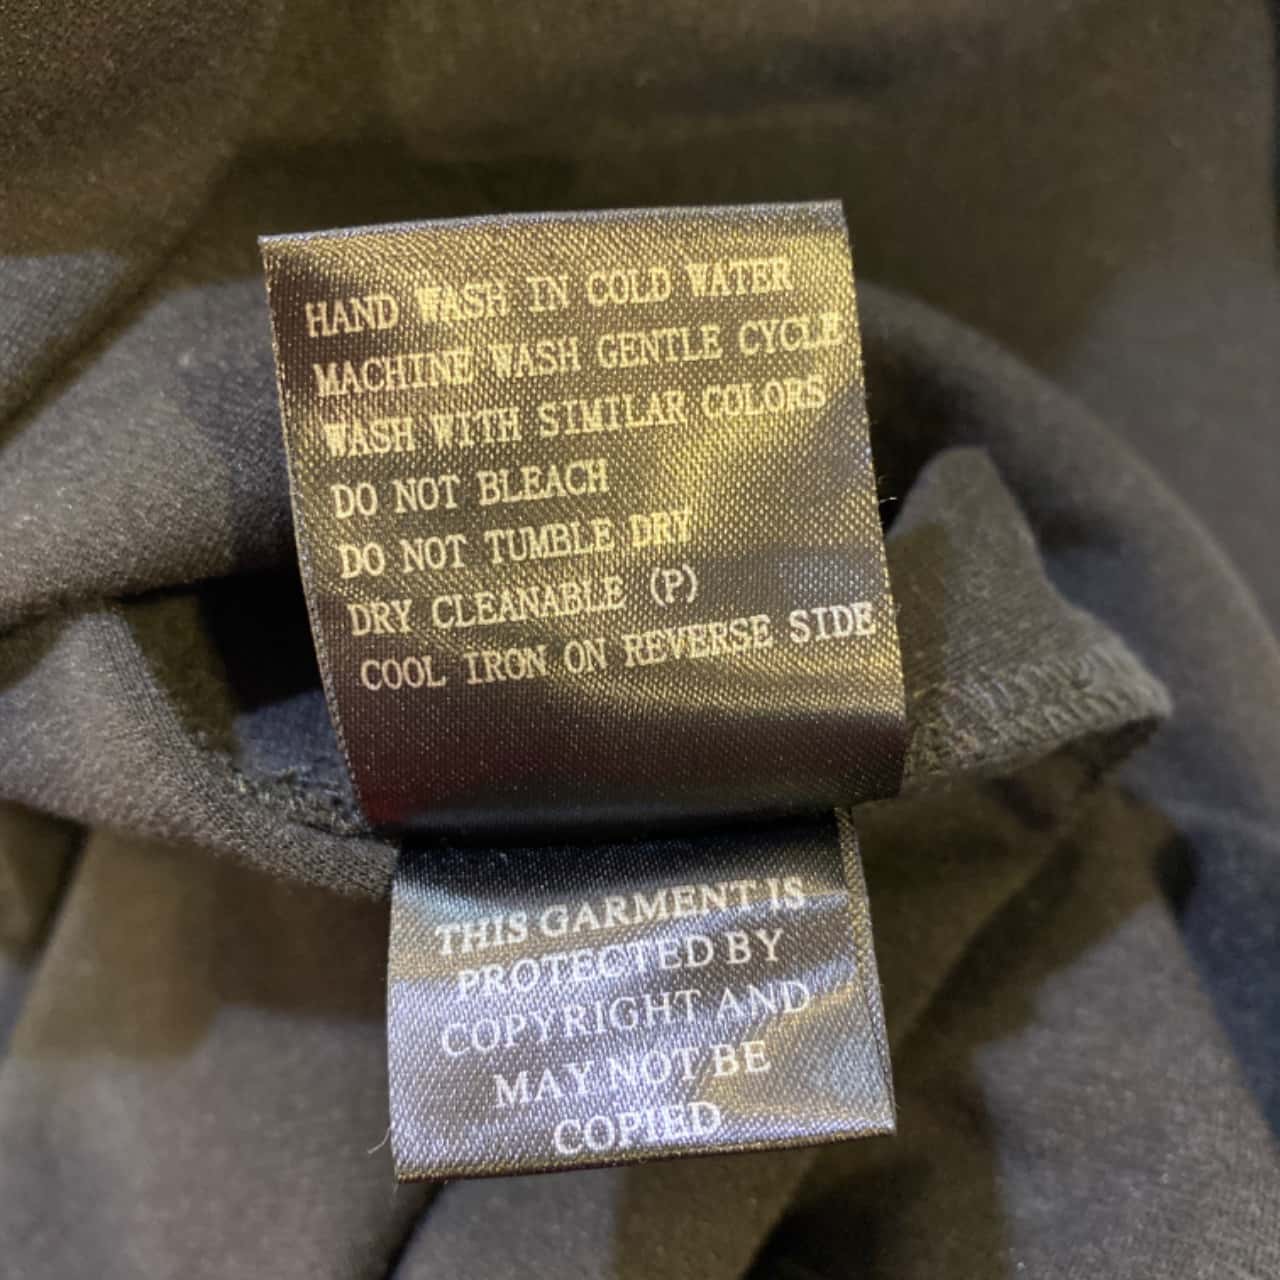 HAND WASH IN COLD WATER
MACHINE WASH GENTLE CYCLE
WASH WITH SIMILAR COLORS
DO NOT BLEACH
DO NOT TUMBLE DRY
DRY CLEANABLE (P)
COOL IRON ON REVERSE SIDE
THIS GARMENT IS
PROTECTED BY
COPYRIGHT AND
MAY NOT BE
COPIED